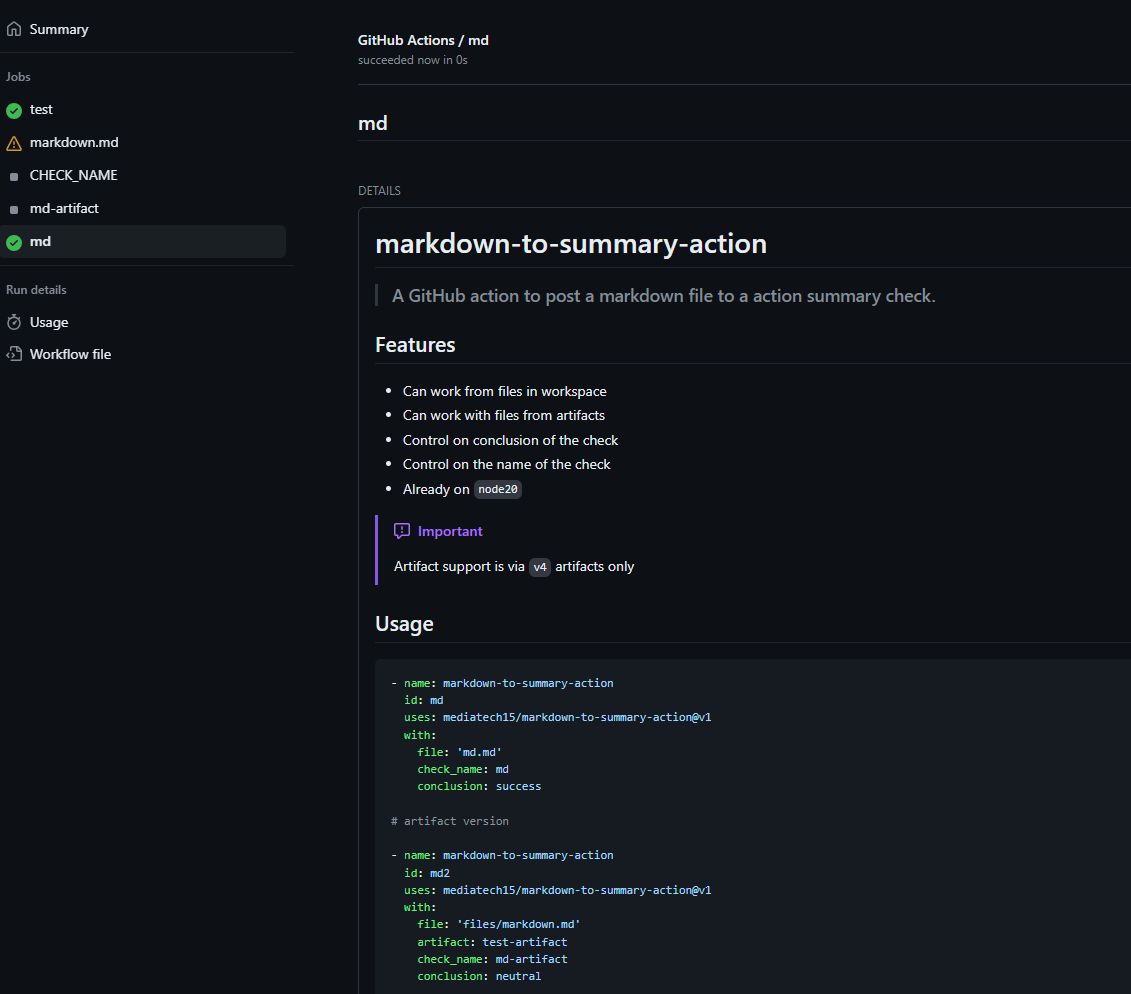 Summary
Jobs
test
markdown.md
CHECK_NAME
md-artifact
md
Run details
Usage
Workflow file
GitHub Actions / md
succeeded now in 0s
md
DETAILS
markdown-to-summary-action
A GitHub action to post a markdown file to a action summary check.
Features
• Can work from files in workspace
• Can work with files from artifacts
• Control on conclusion of the check
• Control on the name of the check
• Already on node20
Important
Artifact support is via v4 artifacts only
Usage
- name: markdown-to-summary-action
  id: md
  uses: mediatech15/markdown-to-summary-action@v1
  with:
    file: 'md.md'
    check_name: md
    conclusion: success
# artifact version
- name: markdown-to-summary-action
  id: md2
  uses: mediatech15/markdown-to-summary-action@v1
  with:
    file: 'files/markdown.md'
    artifact: test-artifact
    check_name: md-artifact
    conclusion: neutral